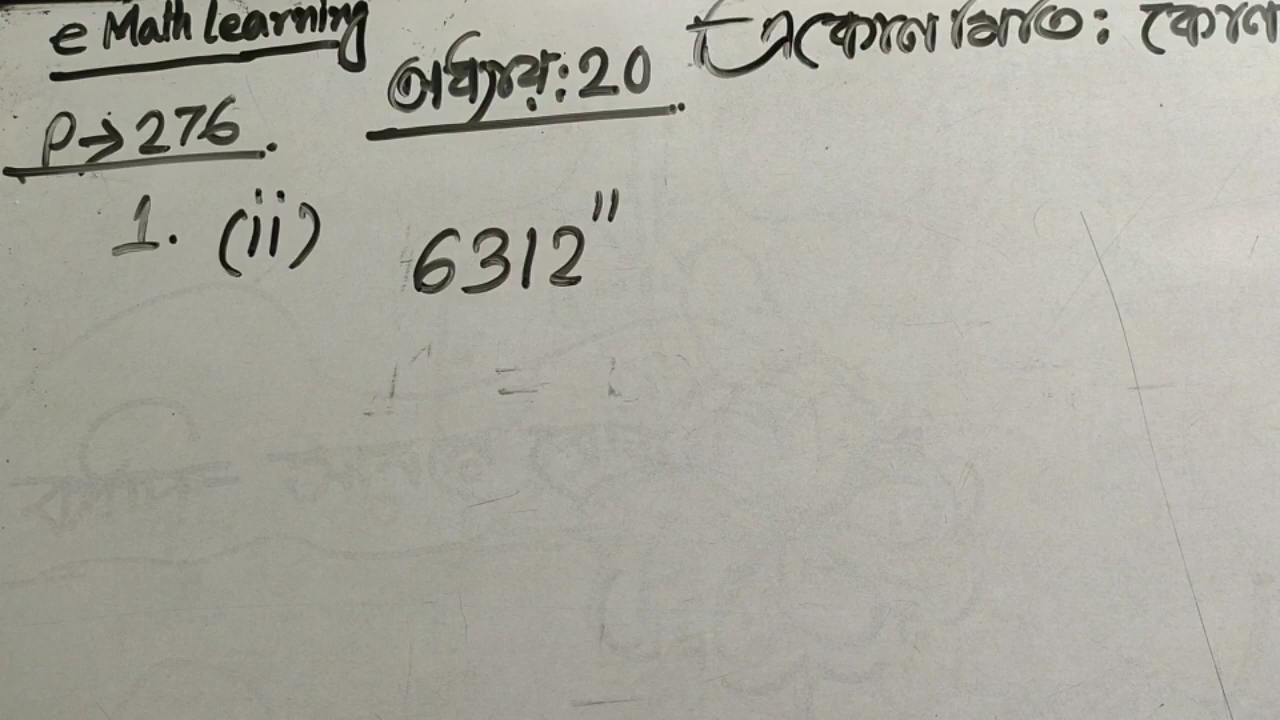 e Math learning
অধ্যায়: 20
ত্রিকোণমিতি: কোণ
P→276.
1. (ii) 6312"